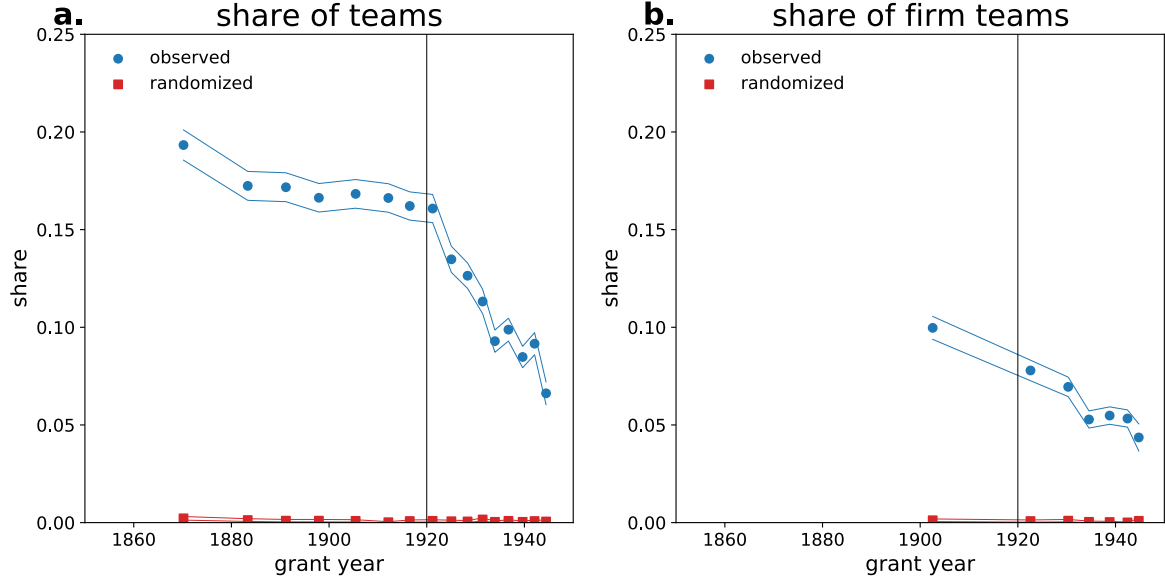 a. share of teams
0.25
0.20
0.15
0.10
0.05
0.00
share
observed
randomized
1860 1880 1900 1920 1940
grant year
b. share of firm teams
0.25
0.20
0.15
0.10
0.05
0.00
share
observed
randomized
1860 1880 1900 1920 1940
grant year